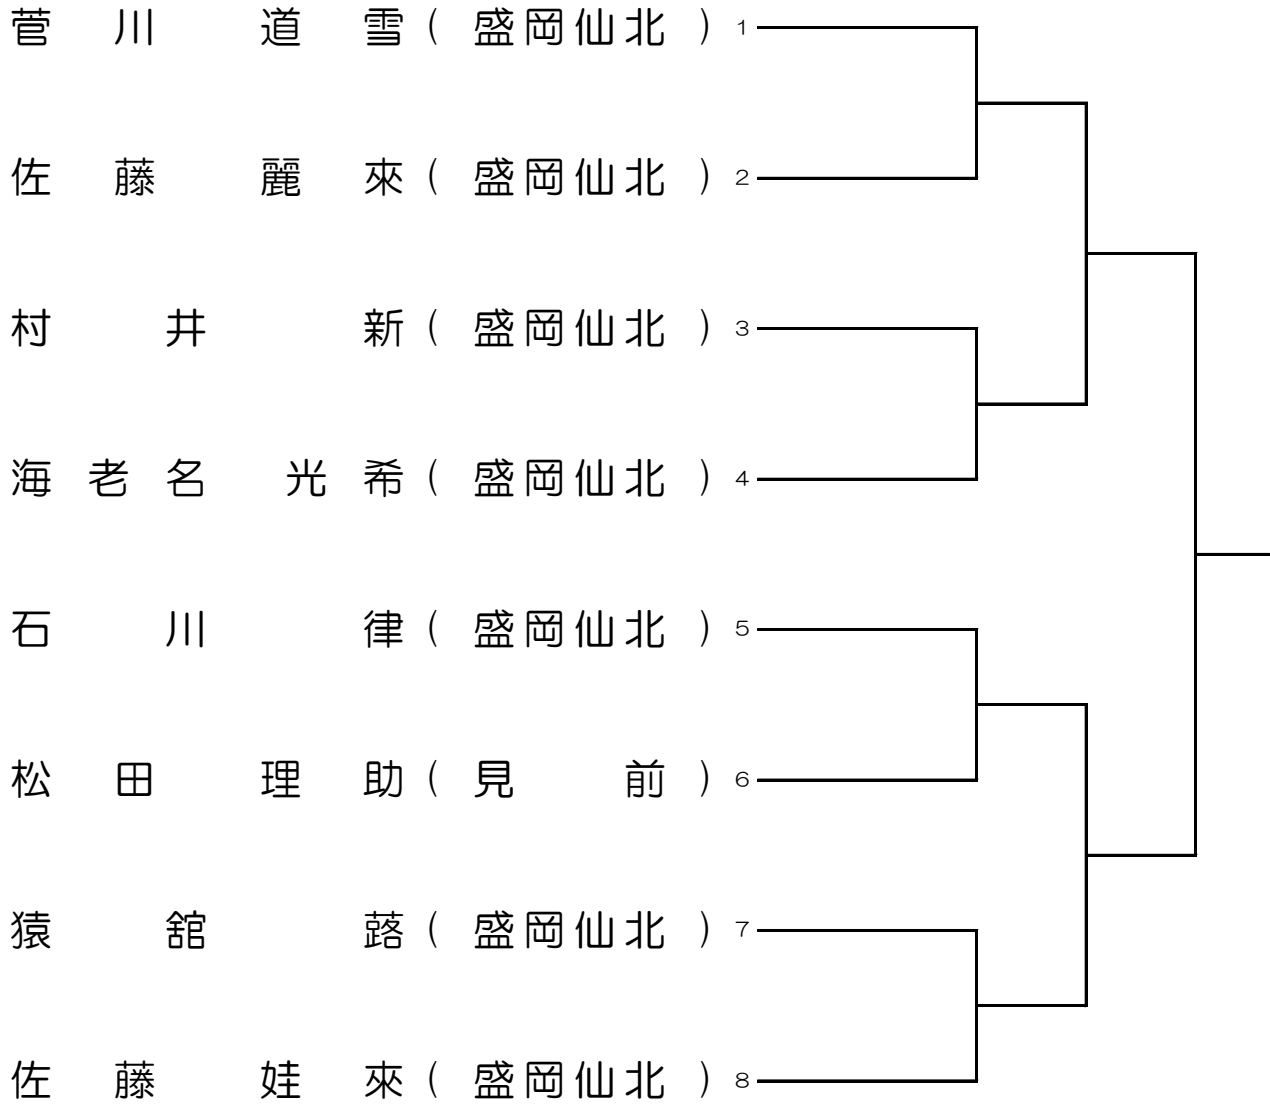 菅川 道雪 ( 盛岡仙北 ) 1
佐藤 麗來 ( 盛岡仙北 ) 2
村井 新 ( 盛岡仙北 ) 3
海老名 光希 ( 盛岡仙北 ) 4
石川 律 ( 盛岡仙北 ) 5
松田 理助 ( 見前 ) 6
猿舘 蕗 ( 盛岡仙北 ) 7
佐藤 娃來 ( 盛岡仙北 ) 8